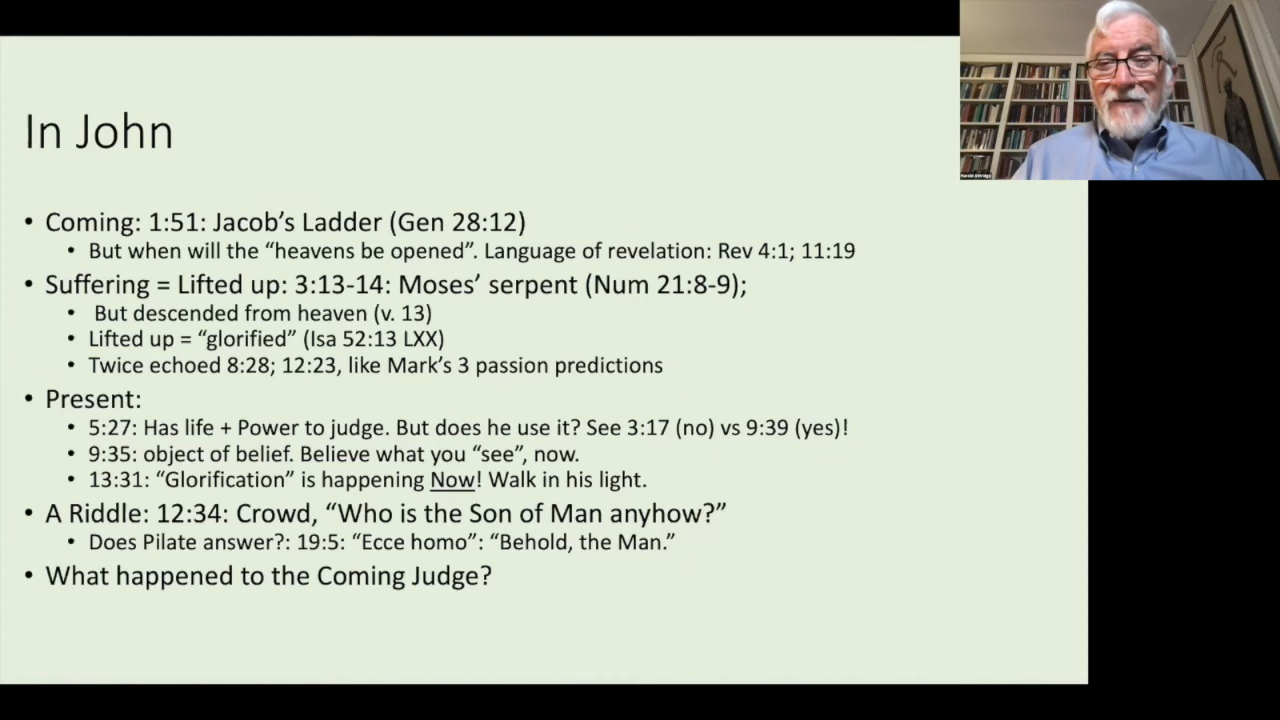 In John
• Coming: 1:51: Jacob’s Ladder (Gen 28:12)
• But when will the “heavens be opened”. Language of revelation: Rev 4:1; 11:19
• Suffering = Lifted up: 3:13-14: Moses’ serpent (Num 21:8-9);
• But descended from heaven (v. 13)
• Lifted up = “glorified” (Isa 52:13 LXX)
• Twice echoed 8:28; 12:23, like Mark’s 3 passion predictions
• Present:
• 5:27: Has life + Power to judge. But does he use it? See 3:17 (no) vs 9:39 (yes)!
• 9:35: object of belief. Believe what you “see”, now.
• 13:31: “Glorification” is happening Now! Walk in his light.
• A Riddle: 12:34: Crowd, “Who is the Son of Man anyhow?”
• Does Pilate answer?: 19:5: “Ecce homo”: “Behold, the Man.”
• What happened to the Coming Judge?
Harold Attridge